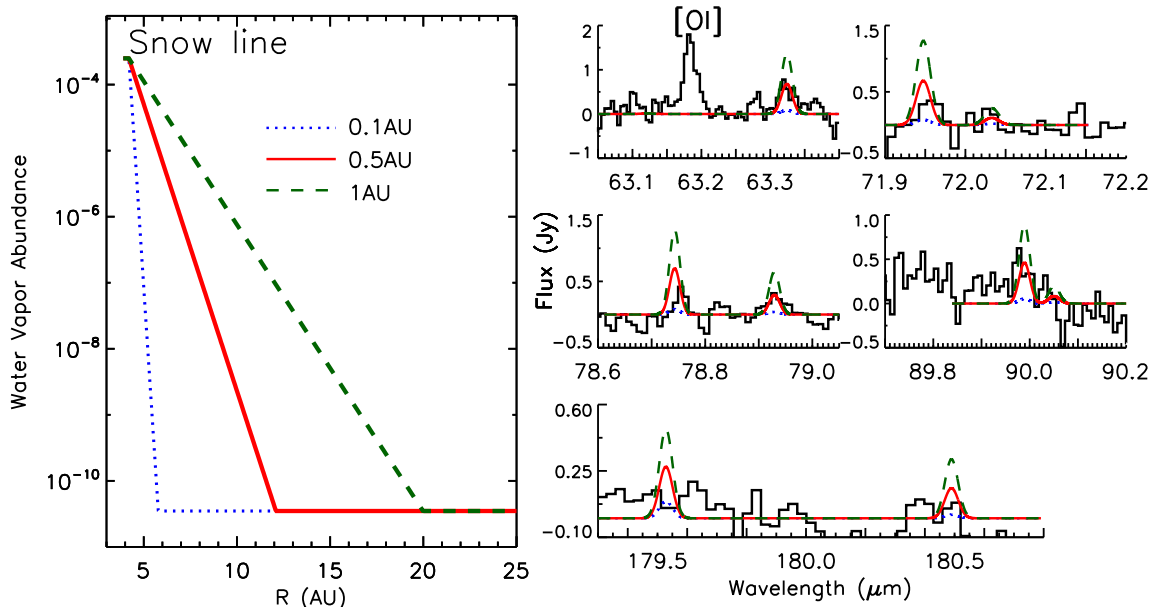 Snow line
Water Vapor Abundance
10⁻⁴
10⁻⁶
10⁻⁸
10⁻¹⁰
0.1AU
0.5AU
1AU
5 10 15 20 25
R (AU)
[OI]
2
1
0
−1
63.1 63.2 63.3
1.5
0.5
−0.5
71.9 72.0 72.1 72.2
Flux (Jy)
1.5
0.5
−0.5
78.6 78.8 79.0
1.0
0.5
0.0
−0.5
89.8 90.0 90.2
0.60
0.25
−0.10
179.5 180.0 180.5
Wavelength (μm)